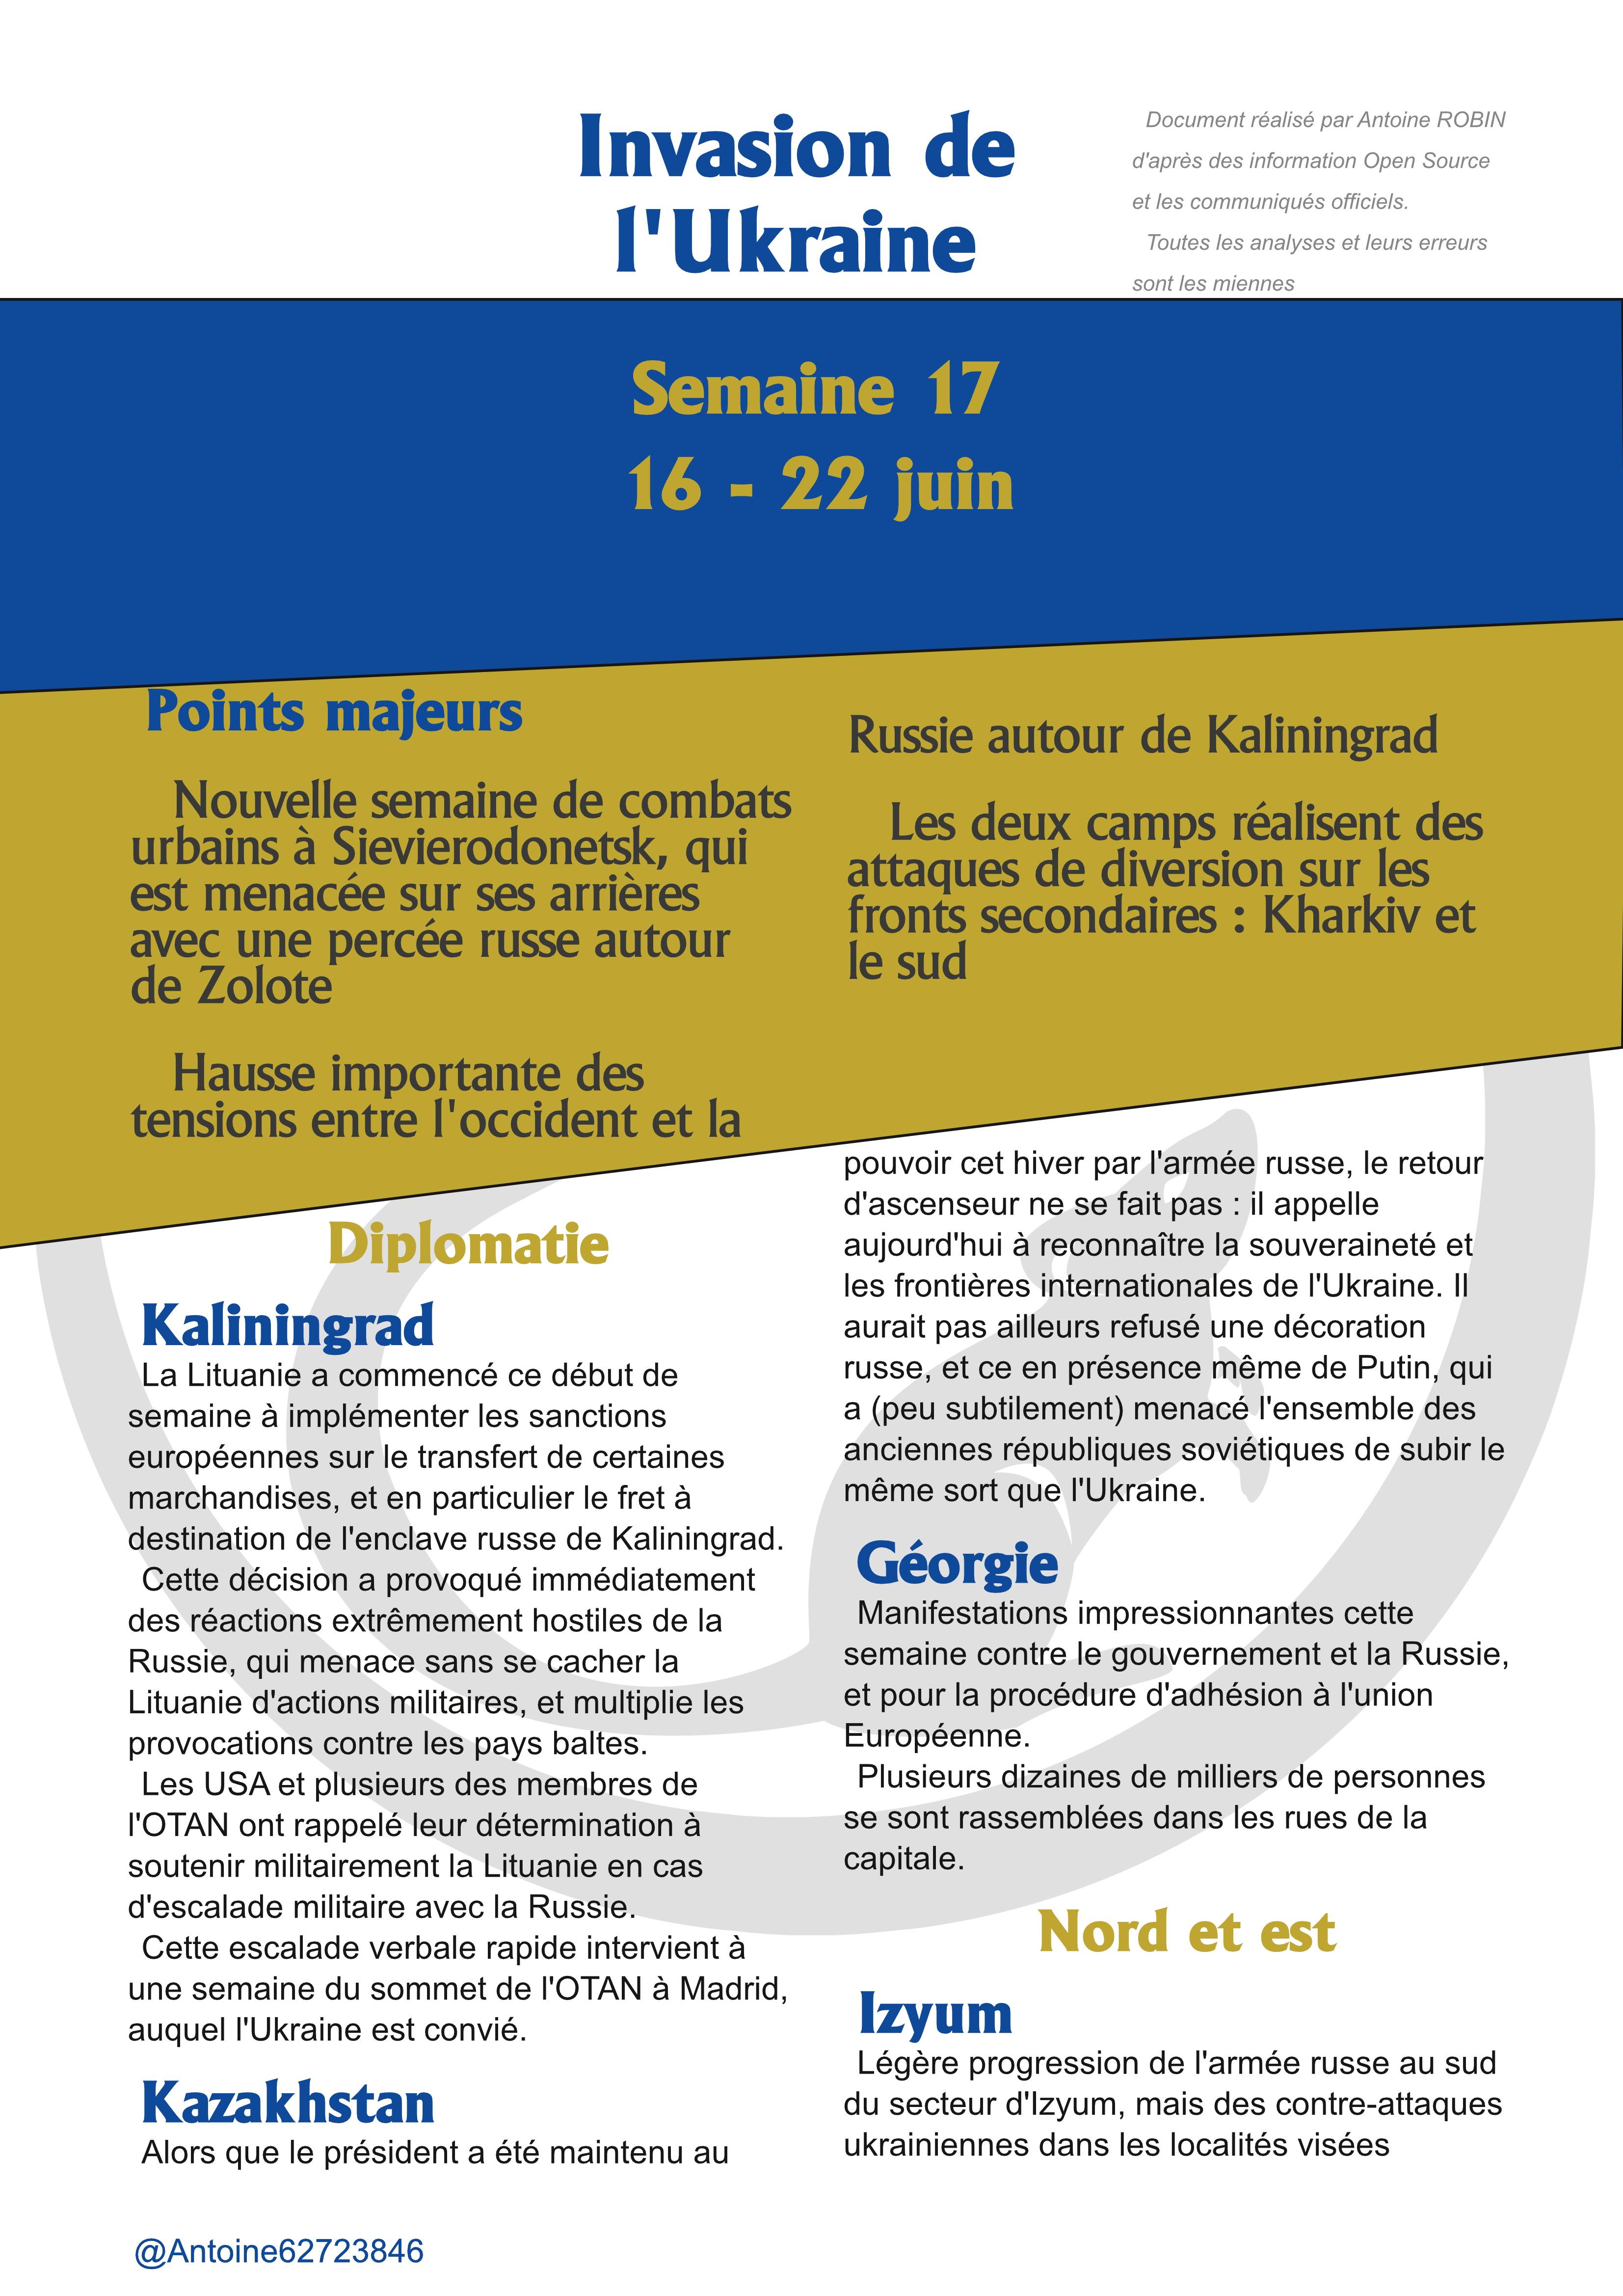 Invasion de
l'Ukraine
Document réalisé par Antoine ROBIN
d'après des information Open Source
et les communiqués officiels.
Toutes les analyses et leurs erreurs
sont les miennes
Semaine 17
16 - 22 juin
Points majeurs
Nouvelle semaine de combats
urbains à Sievierodonetsk, qui
est menacée sur ses arrières
avec une percée russe autour
de Zolote
Hausse importante des
tensions entre l'occident et la
Russie autour de Kaliningrad
Les deux camps réalisent des
attaques de diversion sur les
fronts secondaires : Kharkiv et
le sud
Diplomatie
Kaliningrad
La Lituanie a commencé ce début de
semaine à implémenter les sanctions
européennes sur le transfert de certaines
marchandises, et en particulier le fret à
destination de l'enclave russe de Kaliningrad.
Cette décision a provoqué immédiatement
des réactions extrêmement hostiles de la
Russie, qui menace sans se cacher la
Lituanie d'actions militaires, et multiplie les
provocations contre les pays baltes.
Les USA et plusieurs des membres de
l'OTAN ont rappelé leur détermination à
soutenir militairement la Lituanie en cas
d'escalade militaire avec la Russie.
Cette escalade verbale rapide intervient à
une semaine du sommet de l'OTAN à Madrid,
auquel l'Ukraine est convié.
Kazakhstan
Alors que le président a été maintenu au
pouvoir cet hiver par l'armée russe, le retour
d'ascenseur ne se fait pas : il appelle
aujourd'hui à reconnaître la souveraineté et
les frontières internationales de l'Ukraine. Il
aurait pas ailleurs refusé une décoration
russe, et ce en présence même de Putin, qui
a (peu subtilement) menacé l'ensemble des
anciennes républiques soviétiques de subir le
même sort que l'Ukraine.
Géorgie
Manifestations impressionnantes cette
semaine contre le gouvernement et la Russie,
et pour la procédure d'adhésion à l'union
Européenne.
Plusieurs dizaines de milliers de personnes
se sont rassemblées dans les rues de la
capitale.
Nord et est
Izyum
Légère progression de l'armée russe au sud
du secteur d'Izyum, mais des contre-attaques
ukrainiennes dans les localités visées
@Antoine62723846